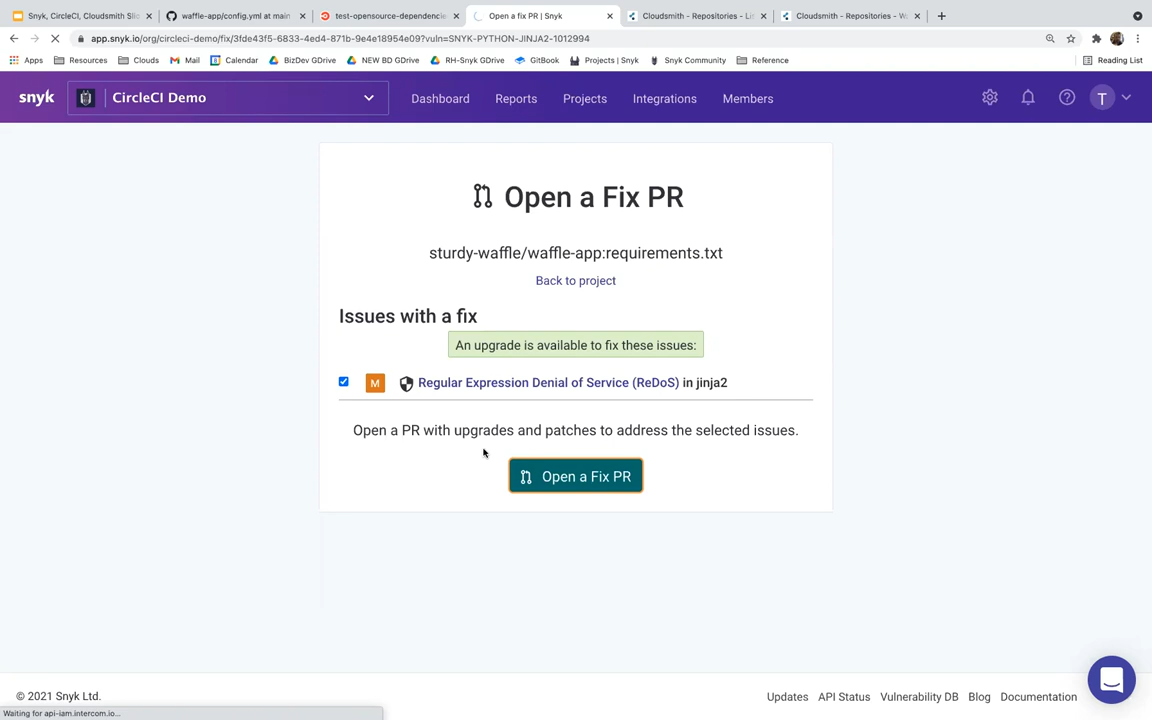 Snyk, CircleCI, Cloudsmith Slic
waffle-app/config.yml at main
test-opensource-dependencie
Open a fix PR | Snyk
Cloudsmith - Repositories - Li
Cloudsmith - Repositories - W
app.snyk.io/org/circleci-demo/fix/3fde43f5-6833-4ed4-871b-9e4e18954e09?vuln=SNYK-PYTHON-JINJA2-1012994
Apps
Resources
Clouds
Mail
Calendar
BizDev GDrive
NEW BD GDrive
RH-Snyk GDrive
GitBook
Projects | Snyk
Snyk Community
Reference
Reading List
snyk
CircleCI Demo
Dashboard
Reports
Projects
Integrations
Members
T
Open a Fix PR
sturdy-waffle/waffle-app:requirements.txt
Back to project
Issues with a fix
An upgrade is available to fix these issues:
M
Regular Expression Denial of Service (ReDoS) in jinja2
Open a PR with upgrades and patches to address the selected issues.
Open a Fix PR
© 2021 Snyk Ltd.
Updates
API Status
Vulnerability DB
Blog
Documentation
Waiting for api-iam.intercom.io...